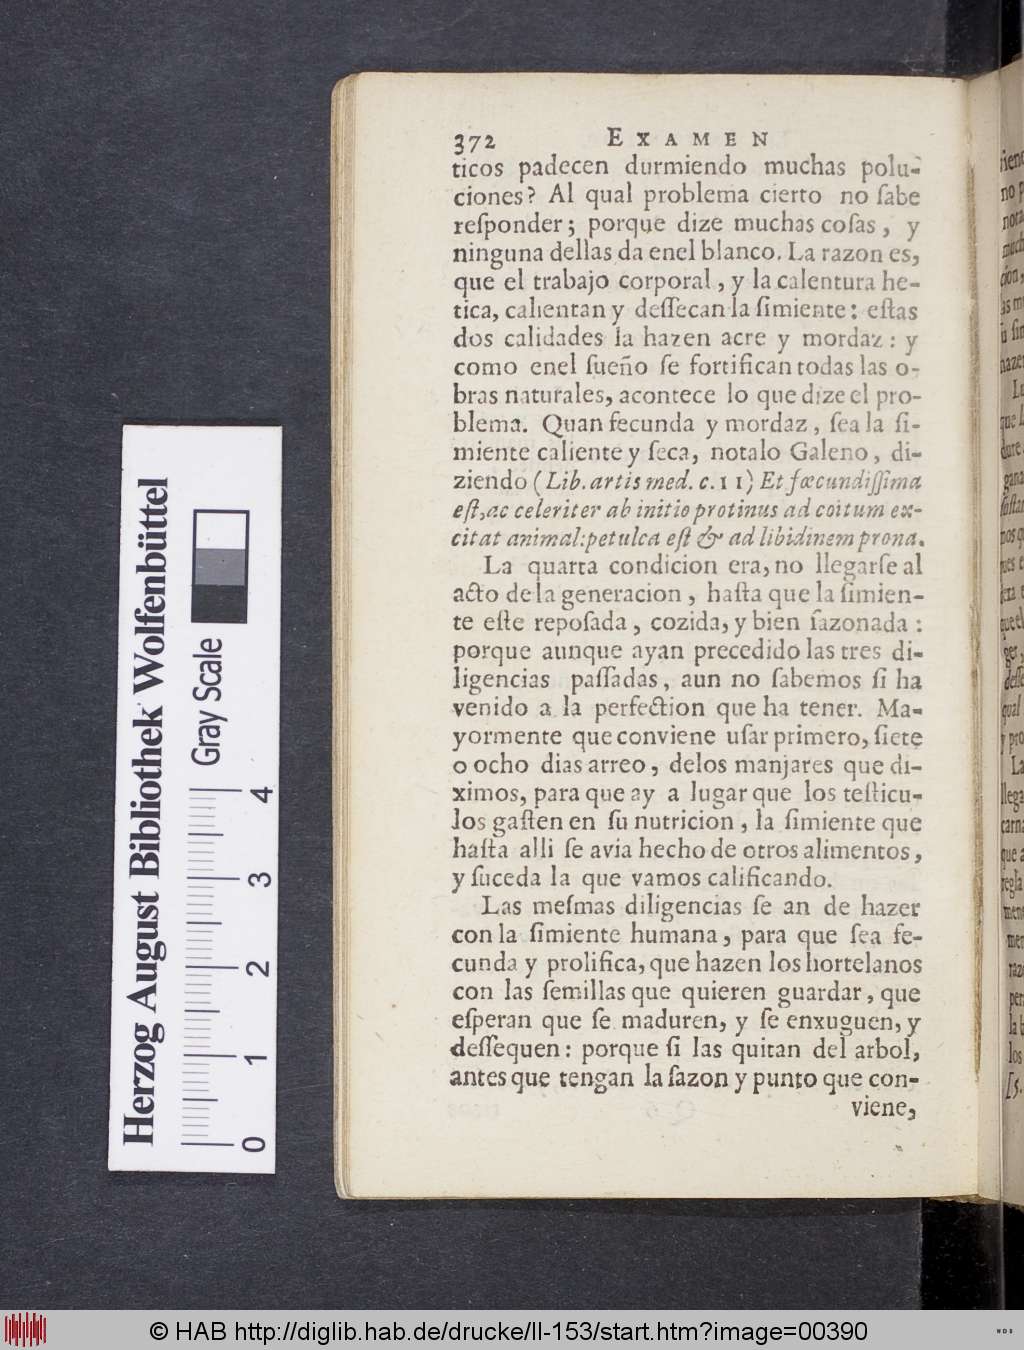 372 EXAMEN
ticos padecen durmiendo muchas polu-
ciones? Al qual problema cierto no ſabe
reſponder; porque dize muchas coſas, y
ninguna dellas da enel blanco. La razon es,
que el trabajo corporal, y la calentura he-
tica, calientan y deſſecan la ſimiente: eſtas
dos calidades la hazen acre y mordaz: y
como enel ſueño ſe fortifican todas las o-
bras naturales, acontece lo que dize el pro-
blema. Quan fecunda y mordaz, ſea la ſi-
miente caliente y ſeca, notalo Galeno, di-
ziendo (Lib. artis med. c. 11) Et fœcundiſſima
eſt, ac celeriter ab initio protinus ad coitum ex-
citat animal: petulca eſt & ad libidinem prona.
La quarta condicion era, no llegarſe al
acto de la generacion, haſta que la ſimien-
te eſte repoſada, cozida, y bien ſazonada:
porque aunque ayan precedido las tres di-
ligencias paſſadas, aun no ſabemos ſi ha
venido a la perfection que ha tener. Ma-
yormente que conviene uſar primero, ſiete
o ocho dias arreo, delos manjares que di-
ximos, para que ay a lugar que los teſticu-
los gaſten en ſu nutricion, la ſimiente que
haſta alli ſe avia hecho de otros alimentos,
y ſuceda la que vamos calificando.
Las meſmas diligencias ſe an de hazer
con la ſimiente humana, para que ſea fe-
cunda y prolifica, que hazen los hortelanos
con las ſemillas que quieren guardar, que
eſperan que ſe maduren, y ſe enxuguen, y
deſſequen: porque ſi las quitan del arbol,
antes que tengan la ſazon y punto que con-
viene,
Herzog August Bibliothek Wolfenbüttel
Gray Scale
0 1 2 3 4
© HAB http://diglib.hab.de/drucke/ll-153/start.htm?image=00390